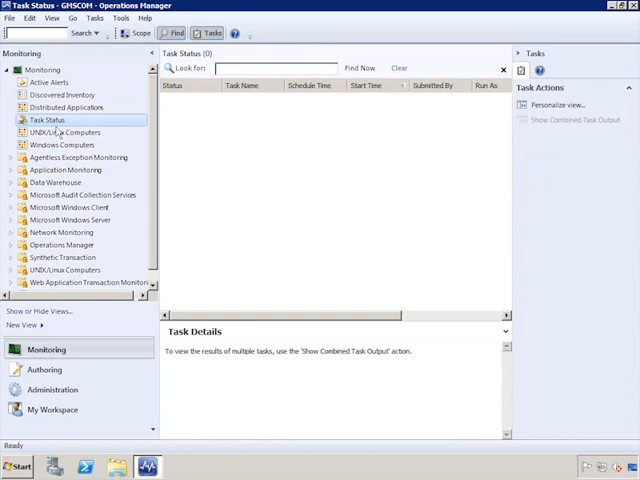 Task Status - GMSCOM - Operations Manager
File Edit View Go Tasks Tools Help
Search Scope Find Tasks
Monitoring
Monitoring
Active Alerts
Discovered Inventory
Distributed Applications
Task Status
UNIX/Linux Computers
Windows Computers
Agentless Exception Monitoring
Application Monitoring
Data Warehouse
Microsoft Audit Collection Services
Microsoft Windows Client
Microsoft Windows Server
Network Monitoring
Operations Manager
Synthetic Transaction
UNIX/Linux Computers
Web Application Transaction Monitori
Show or Hide Views...
New View
Monitoring
Authoring
Administration
My Workspace
Task Status (0)
Look for: Find Now Clear
Status Task Name Schedule Time Start Time Submitted By Run As
Task Details
To view the results of multiple tasks, use the 'Show Combined Task Output' action.
Tasks
Task Actions
Personalize view...
Show Combined Task Output
Ready
Start